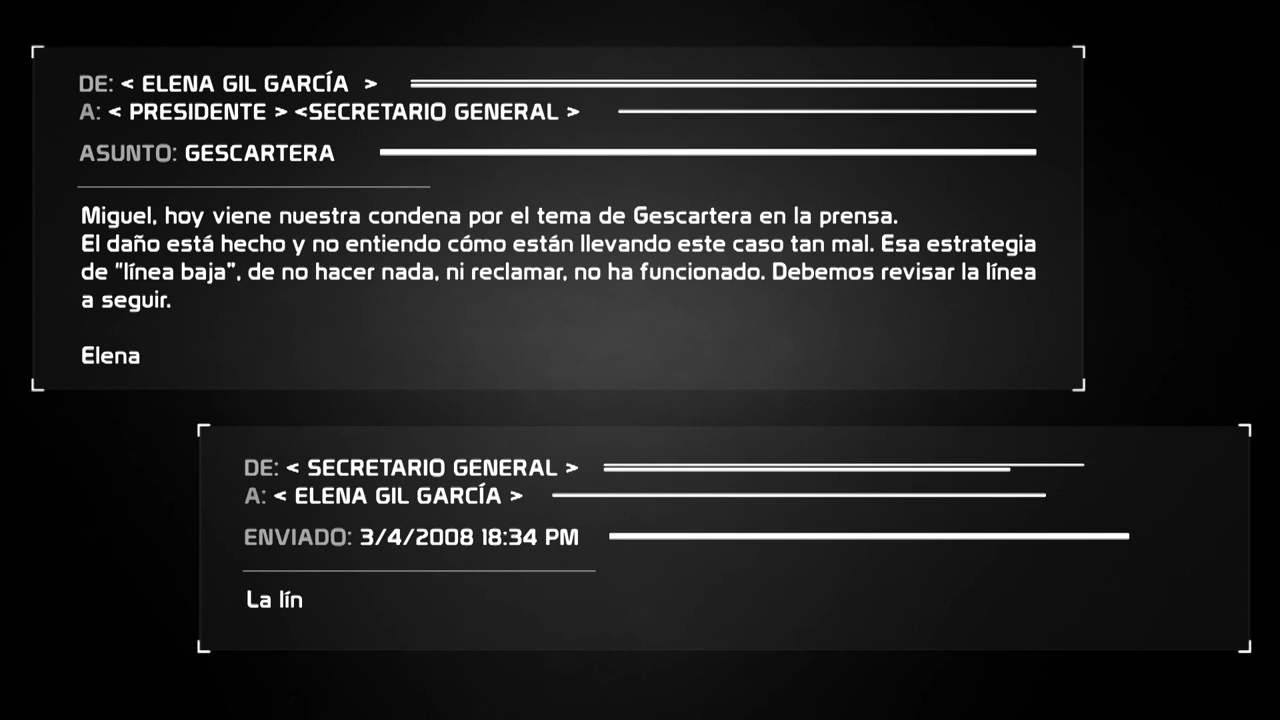 DE: < ELENA GIL GARCÍA >
A: < PRESIDENTE > <SECRETARIO GENERAL >
ASUNTO: GESCARTERA
Miguel, hoy viene nuestra condena por el tema de Gescartera en la prensa.
El daño está hecho y no entiendo cómo están llevando este caso tan mal. Esa estrategia
de "línea baja", de no hacer nada, ni reclamar, no ha funcionado. Debemos revisar la línea
a seguir.
Elena
DE: < SECRETARIO GENERAL >
A: < ELENA GIL GARCÍA >
ENVIADO: 3/4/2008 18:34 PM
La lín